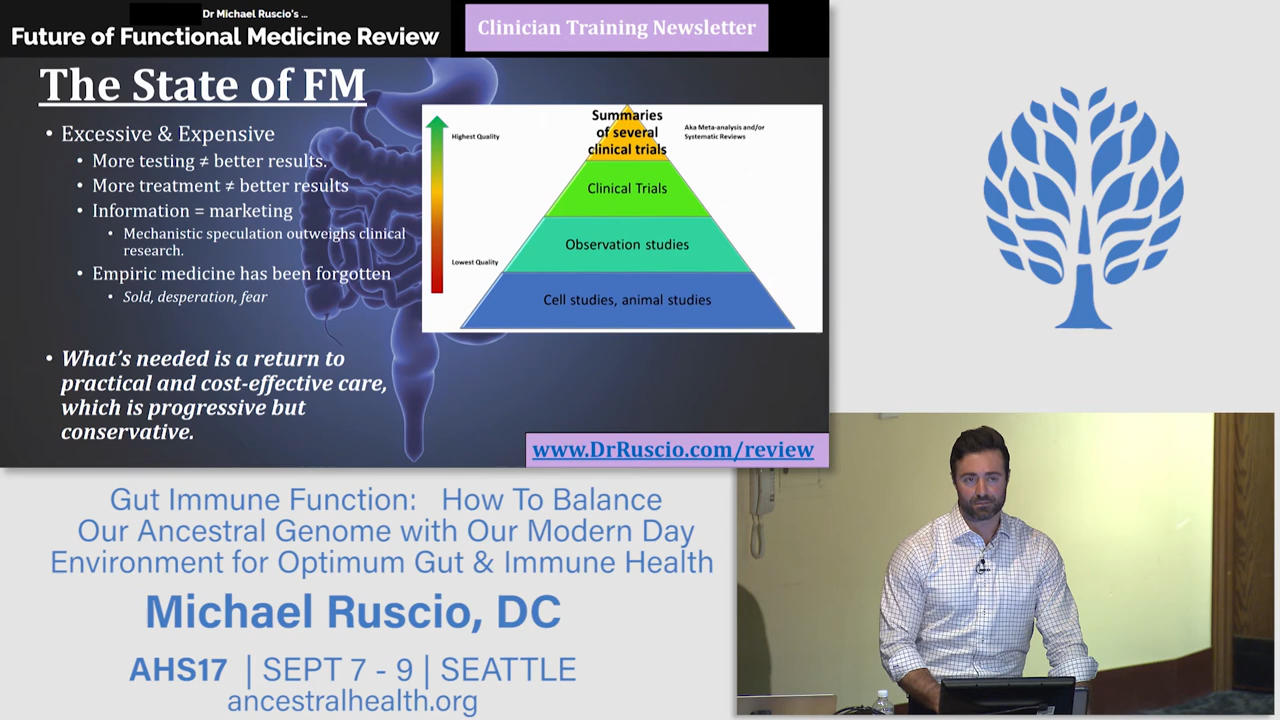 Dr Michael Ruscio's ...
Future of Functional Medicine Review
Clinician Training Newsletter
The State of FM
• Excessive & Expensive
• More testing ≠ better results.
• More treatment ≠ better results
• Information = marketing
• Mechanistic speculation outweighs clinical
research.
• Empiric medicine has been forgotten
• Sold, desperation, fear
• What's needed is a return to
practical and cost-effective care,
which is progressive but
conservative.
Highest Quality
Lowest Quality
Summaries
of several
clinical trials
Aka Meta-analysis and/or
Systematic Reviews
Clinical Trials
Observation studies
Cell studies, animal studies
www.DrRuscio.com/review
Gut Immune Function: How To Balance
Our Ancestral Genome with Our Modern Day
Environment for Optimum Gut & Immune Health
Michael Ruscio, DC
AHS17 | SEPT 7 - 9 | SEATTLE
ancestralhealth.org